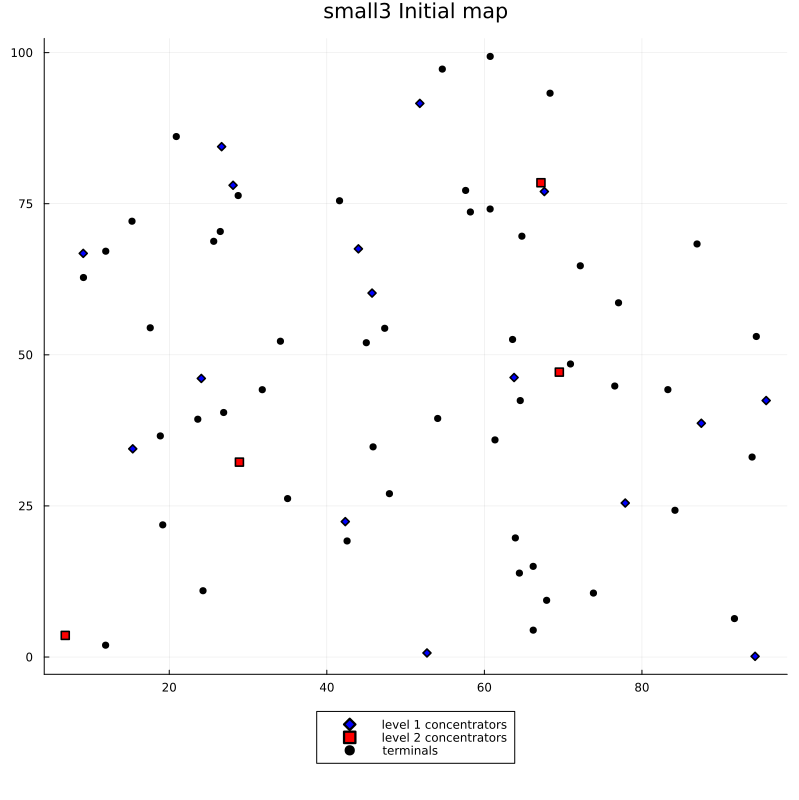 small3 Initial map
100
75
50
25
0
20 40 60 80
level 1 concentrators
level 2 concentrators
terminals